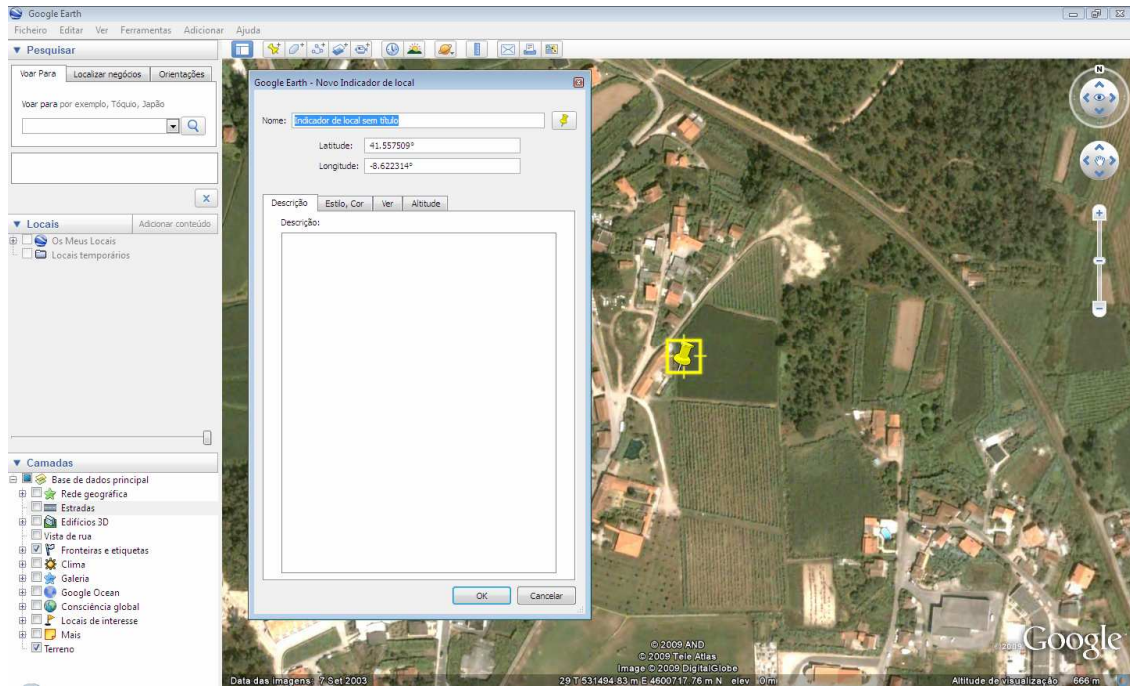 Google Earth
Ficheiro Editar Ver Ferramentas Adicionar Ajuda
Pesquisar
Voar Para Localizar negócios Orientações
Voar para por exemplo, Tóquio, Japão
Locais Adicionar conteúdo
Os Meus Locais
Locais temporários
Camadas
Base de dados principal
Rede geográfica
Estradas
Edifícios 3D
Vista de rua
Fronteiras e etiquetas
Clima
Galeria
Google Ocean
Consciência global
Locais de interesse
Mais
Terreno
Google Earth - Novo Indicador de local
Nome: Indicador de local sem título
Latitude: 41.557509°
Longitude: -8.622314°
Descrição Estilo, Cor Ver Altitude
Descrição:
OK Cancelar
N
© 2009 AND
© 2009 Tele Atlas
Image © 2009 DigitalGlobe
©2009 Google
Data das imagens: 7 Set 2003
29 T 531494.83 m E 4600717.76 m N elev 0 m
Altitude de visualização 666 m